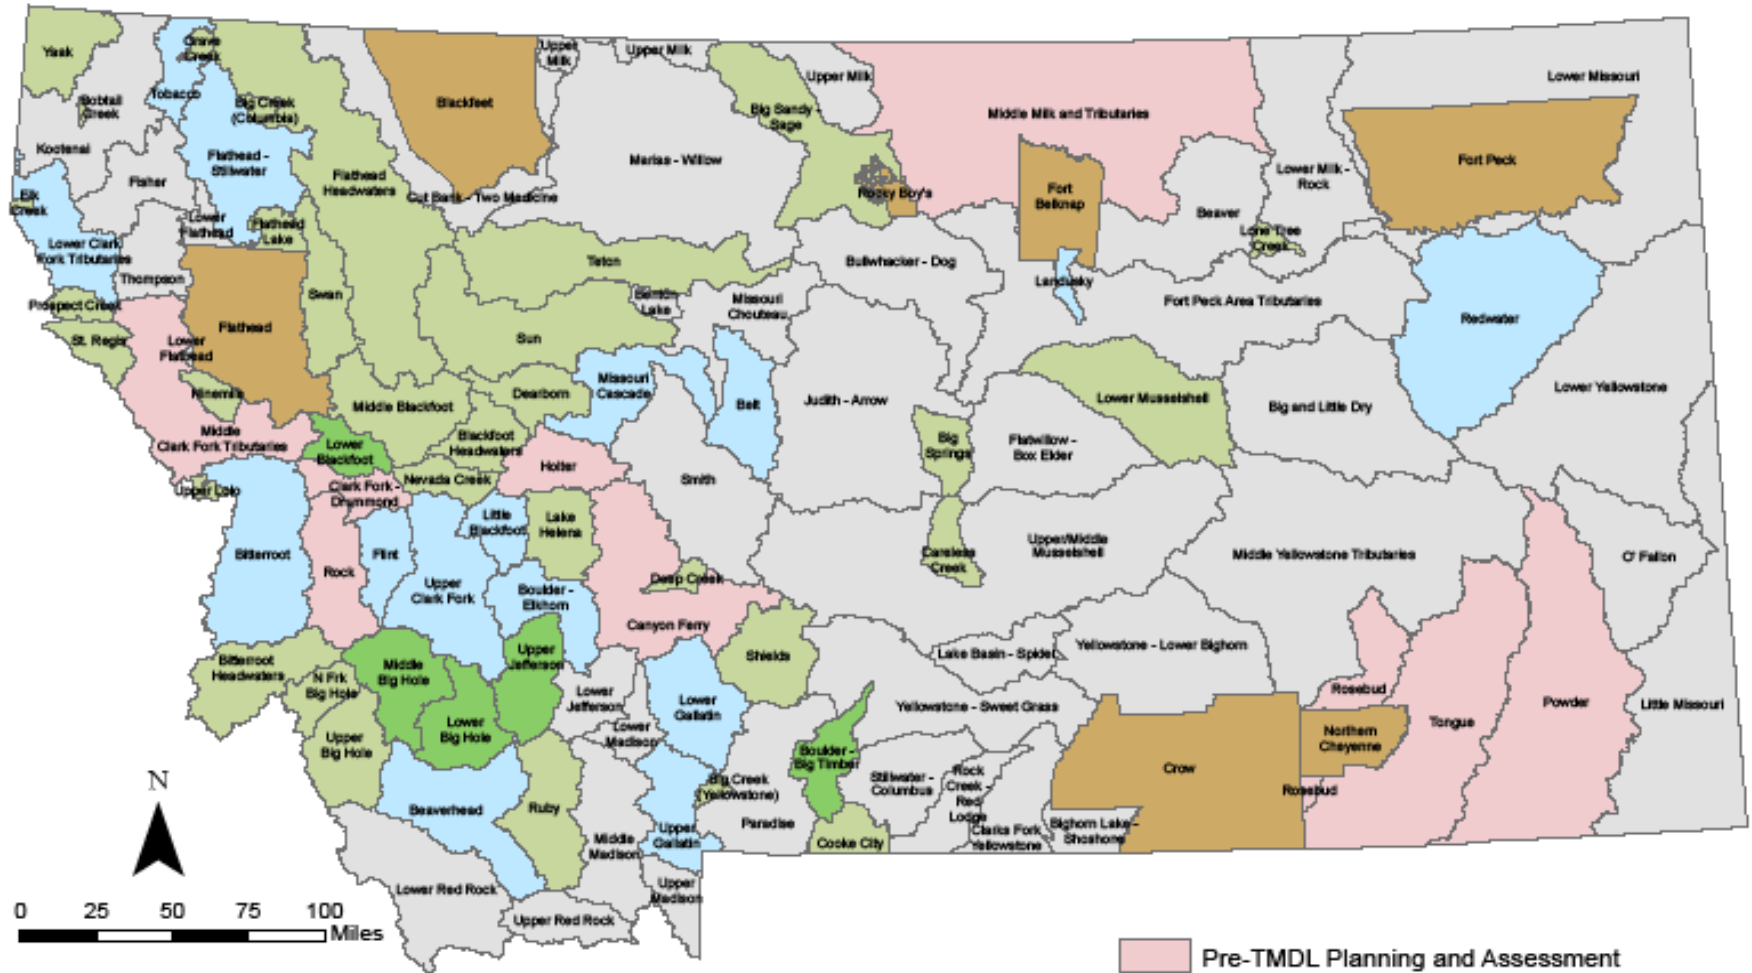 Yaak
Grave
Creek
Upper
Milk
Upper Milk
Upper Milk
Lower Missouri
Bobtail
Creek
Tobacco
Big Creek
(Columbia)
Blackfeet
Big Sandy -
Sage
Middle Milk and Tributaries
Kootenai
Flathead -
Stillwater
Marias - Willow
Fort Peck
Fisher
Flathead
Headwaters
Cut Bank - Two Medicine
Rocky Boy's
Fort
Belknap
Lower Milk -
Rock
Elk
Creek
Lower
Flathead
Flathead
Lake
Beaver
Lone Tree
Creek
Lower Clark
Fork Tributaries
Thompson
Teton
Bullwhacker - Dog
Landusky
Prospect Creek
Swan
Benton
Lake
Missouri
Chouteau
Fort Peck Area Tributaries
Redwater
St. Regis
Lower
Flathead
Flathead
Sun
Ninemile
Middle Blackfoot
Dearborn
Missouri
Cascade
Belt
Judith - Arrow
Lower Musselshell
Big and Little Dry
Lower Yellowstone
Middle
Clark Fork Tributaries
Lower
Blackfoot
Blackfoot
Headwaters
Big
Springs
Flatwillow -
Box Elder
Upper Lolo
Clark Fork -
Drummond
Nevada Creek
Holter
Smith
Bitterroot
Rock
Flint
Little
Blackfoot
Lake
Helena
Careless
Creek
Upper/Middle
Musselshell
Middle Yellowstone Tributaries
O' Fallon
Upper
Clark Fork
Boulder -
Elkhorn
Deep Creek
Canyon Ferry
Bitterroot
Headwaters
N Frk
Big Hole
Middle
Big Hole
Upper
Jefferson
Shields
Lake Basin - Spidel
Yellowstone - Lower Bighorn
Lower
Jefferson
Lower
Gallatin
Yellowstone - Sweet Grass
Rosebud
Powder
Little Missouri
Upper
Big Hole
Lower
Big Hole
Lower
Madison
Boulder -
Big Timber
Northern
Cheyenne
Tongue
Beaverhead
Ruby
Big Creek
(Yellowstone)
Stillwater -
Columbus
Rock
Creek -
Red
Lodge
Crow
Rosebud
Middle
Madison
Upper
Gallatin
Paradise
Cooke City
Clarks Fork
Yellowstone
Bighorn Lake -
Shoshone
Lower Red Rock
Upper Red Rock
Upper
Madison
N
0 25 50 75 100
Miles
Pre-TMDL Planning and Assessment